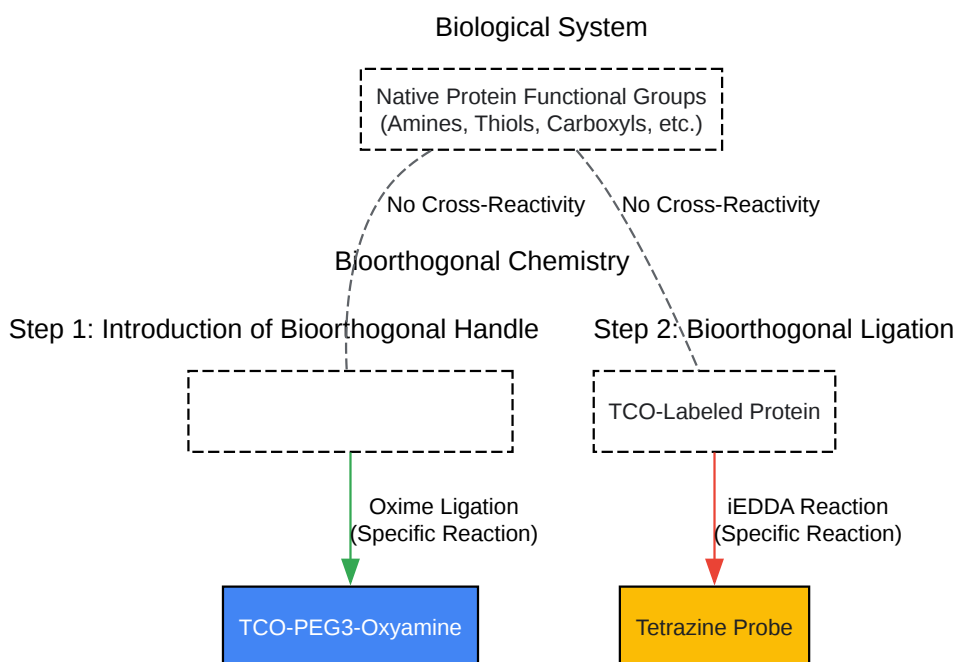 Biological System
Native Protein Functional Groups
(Amines, Thiols, Carboxyls, etc.)
No Cross-Reactivity
No Cross-Reactivity
Bioorthogonal Chemistry
Step 1: Introduction of Bioorthogonal Handle
Step 2: Bioorthogonal Ligation
TCO-Labeled Protein
Oxime Ligation
(Specific Reaction)
iEDDA Reaction
(Specific Reaction)
TCO-PEG3-Oxyamine
Tetrazine Probe